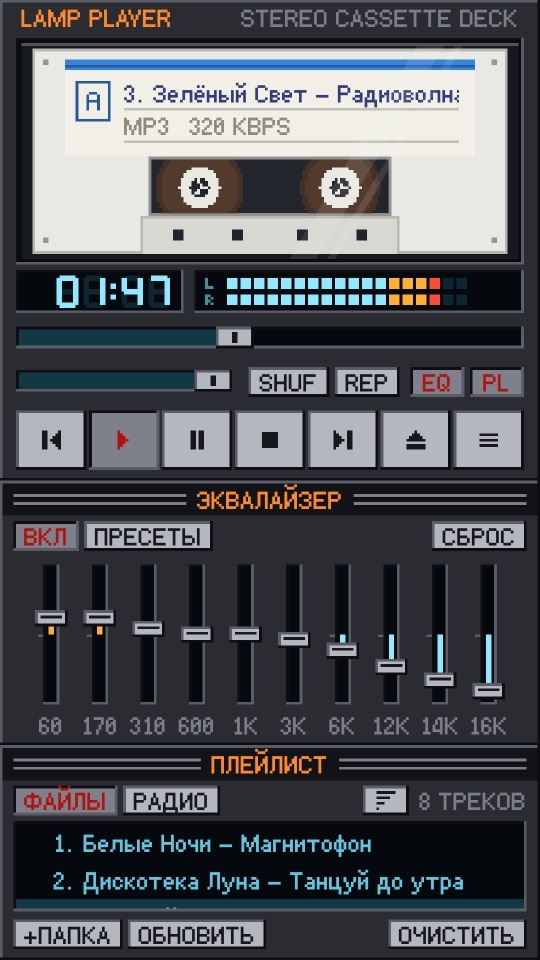 LAMP PLAYER STEREO CASSETTE DECK
A 3. Зелёный Свет — Радиоволна
MP3 320 KBPS
01:47 L
R
SHUF REP EQ PL
ЭКВАЛАЙЗЕР
ВКЛ ПРЕСЕТЫ СБРОС
60 170 310 600 1K 3K 6K 12K 14K 16K
ПЛЕЙЛИСТ
ФАЙЛЫ РАДИО 8 ТРЕКОВ
1. Белые Ночи — Магнитофон
2. Дискотека Луна — Танцуй до утра
+ПАПКА ОБНОВИТЬ ОЧИСТИТЬ